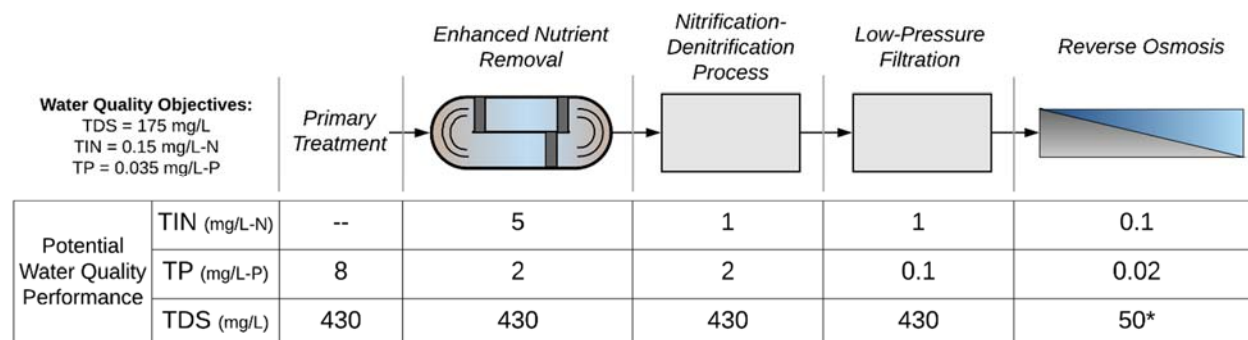 Water Quality Objectives:
TDS = 175 mg/L
TIN = 0.15 mg/L-N
TP = 0.035 mg/L-P
Primary
Treatment
Enhanced Nutrient
Removal
Nitrification-
Denitrification
Process
Low-Pressure
Filtration
Reverse Osmosis
Potential
Water Quality
Performance
TIN (mg/L-N) -- 5 1 1 0.1
TP (mg/L-P) 8 2 2 0.1 0.02
TDS (mg/L) 430 430 430 430 50*